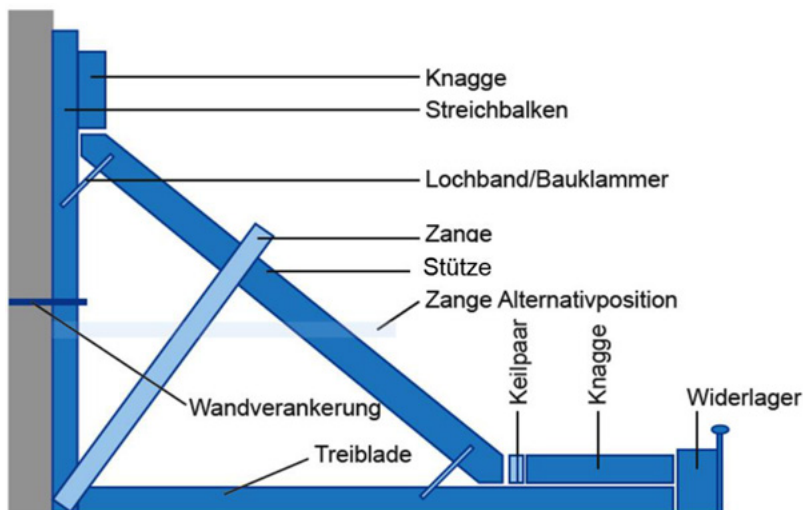 Knagge
Streichbalken
Lochband/Bauklammer
Zange
Stütze
Zange Alternativposition
Keilpaar
Knagge
Widerlager
Wandverankerung
Treiblade